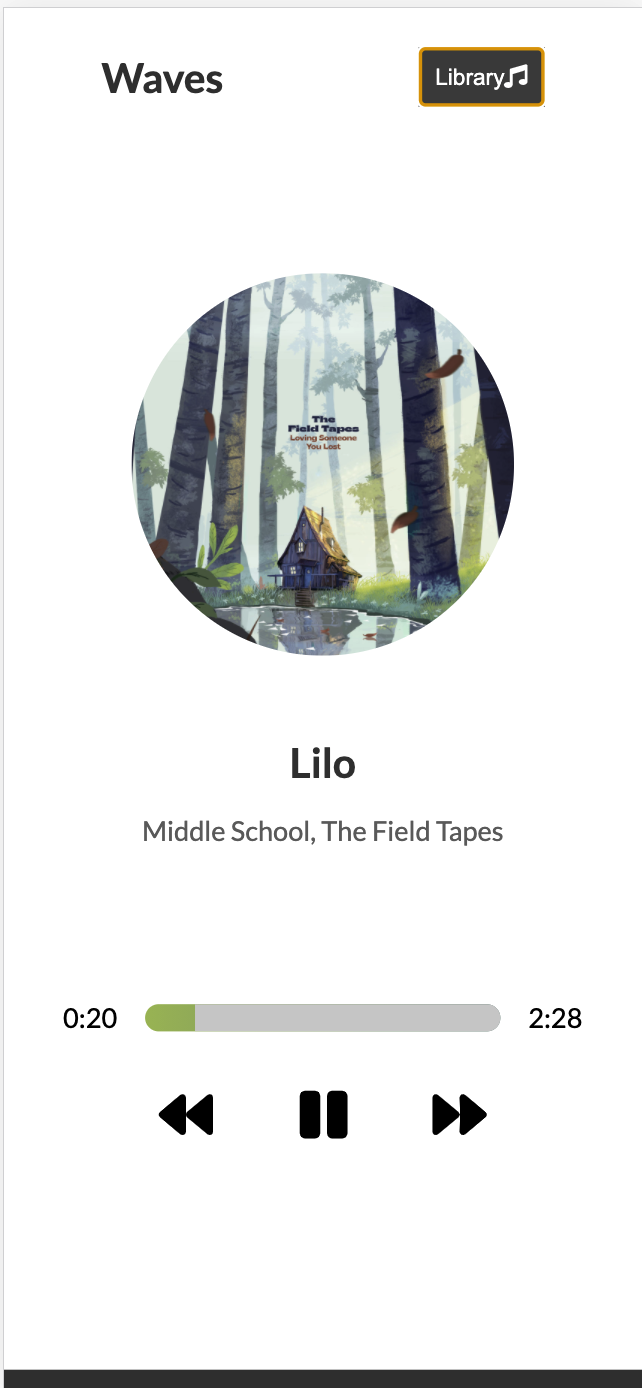 Waves
Library
The
Field Tapes
Loving Someone
You Lost
Lilo
Middle School, The Field Tapes
0:20
2:28